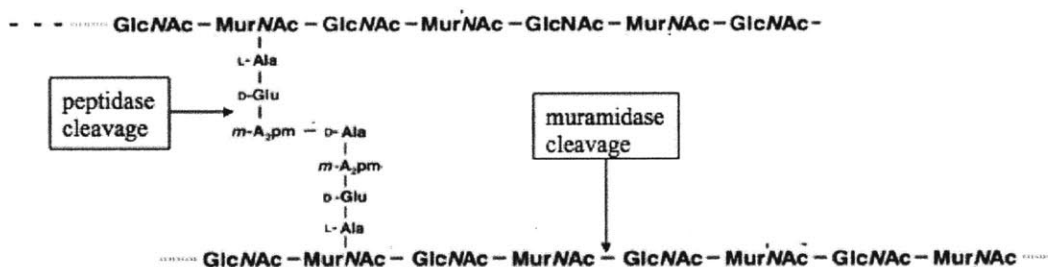 GlcNAc – MurNAc – GlcNAc – MurNAc – GlcNAc – MurNAc – GlcNAc-
L-Ala
peptidase
cleavage
D-Glu
m-A₂pm – D-Ala
muramidase
cleavage
m-A₂pm
D-Glu
L-Ala
GlcNAc – MurNAc – GlcNAc – MurNAc – GlcNAc – MurNAc – GlcNAc – MurNAc